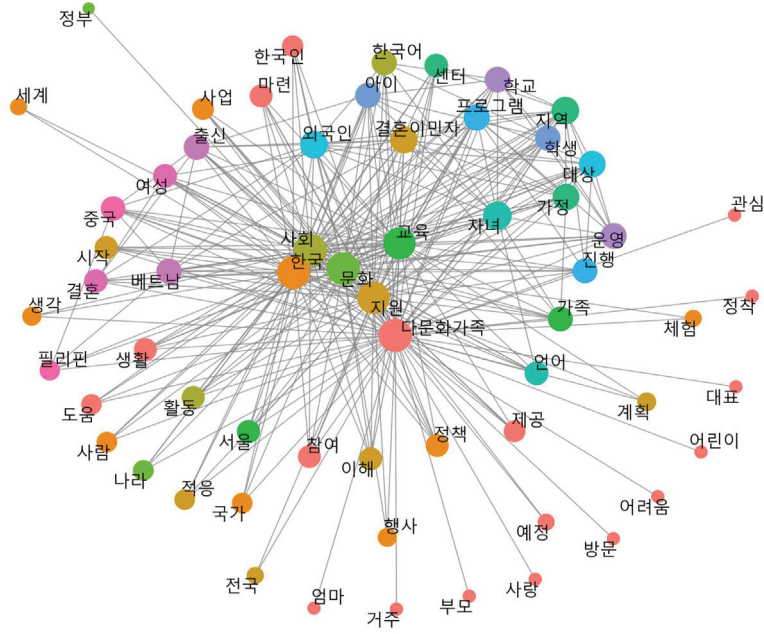 정부
한국인
한국어
센터
세계
사업
마련
아이
학교
프로그램
지역
출신
외국인
결혼이민자
학생
여성
대상
중국
자녀
가정
관심
사회
교육
운영
시작
한국
문화
진행
결혼
베트남
생각
지원
가족
정착
다문화가족
체험
필리핀
생활
언어
대표
도움
활동
계획
제공
어린이
사람
서울
참여
정책
나라
이해
적응
국가
어려움
행사
예정
방문
전국
엄마
사랑
거주
부모